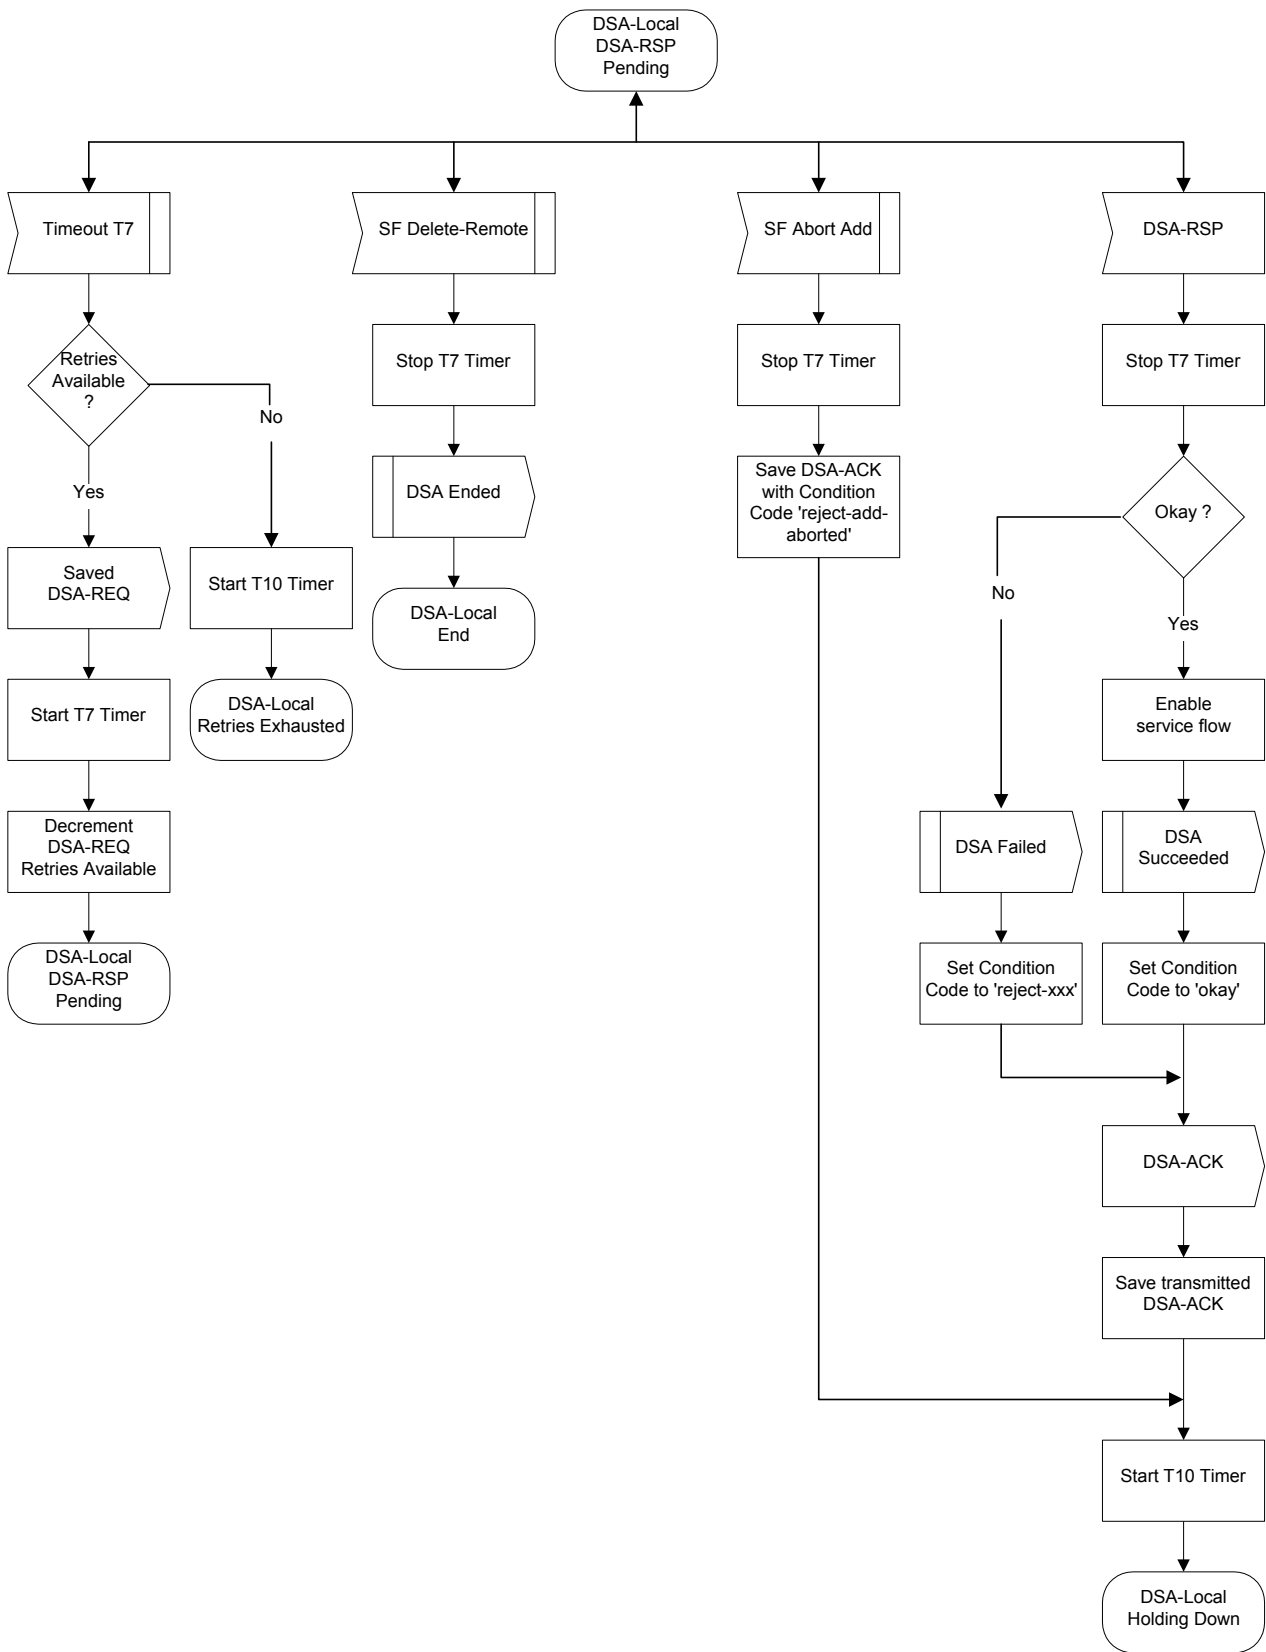 DSA-Local
DSA-RSP
Pending
Timeout T7
SF Delete-Remote
SF Abort Add
DSA-RSP
Retries
Available
?
No
Yes
Stop T7 Timer
Stop T7 Timer
Stop T7 Timer
DSA Ended
Save DSA-ACK
with Condition
Code 'reject-add-
aborted'
Okay ?
No
Yes
Saved
DSA-REQ
Start T10 Timer
DSA-Local
End
Start T7 Timer
DSA-Local
Retries Exhausted
Enable
service flow
Decrement
DSA-REQ
Retries Available
DSA Failed
DSA
Succeeded
DSA-Local
DSA-RSP
Pending
Set Condition
Code to 'reject-xxx'
Set Condition
Code to 'okay'
DSA-ACK
Save transmitted
DSA-ACK
Start T10 Timer
DSA-Local
Holding Down